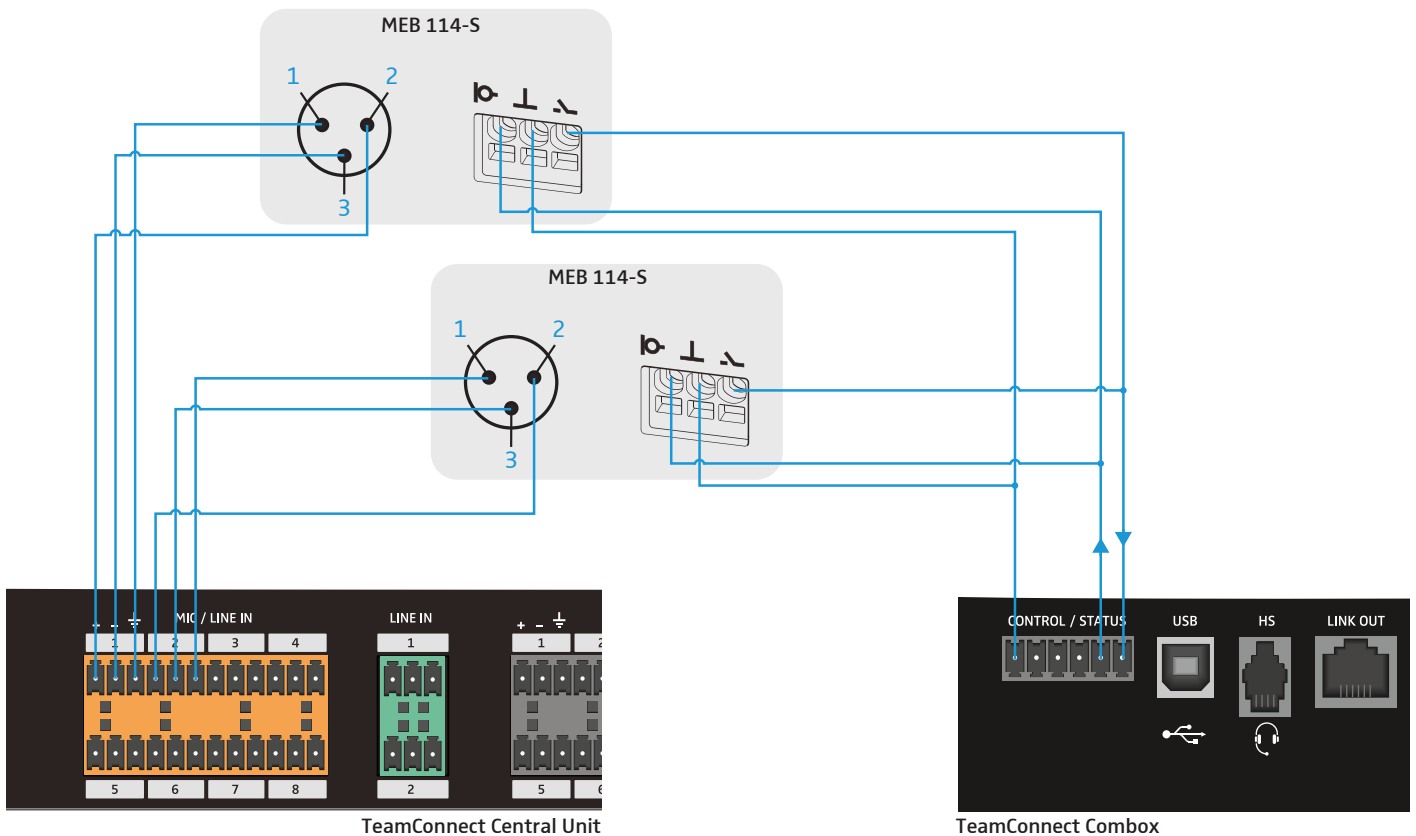 MEB 114-S
1 2
3
MEB 114-S
1 2
3
+ - MIC / LINE IN
1 2 3 4
5 6 7 8
LINE IN
1
2
+ -
1 2
5 6
TeamConnect Central Unit
CONTROL / STATUS USB HS LINK OUT
TeamConnect Combox